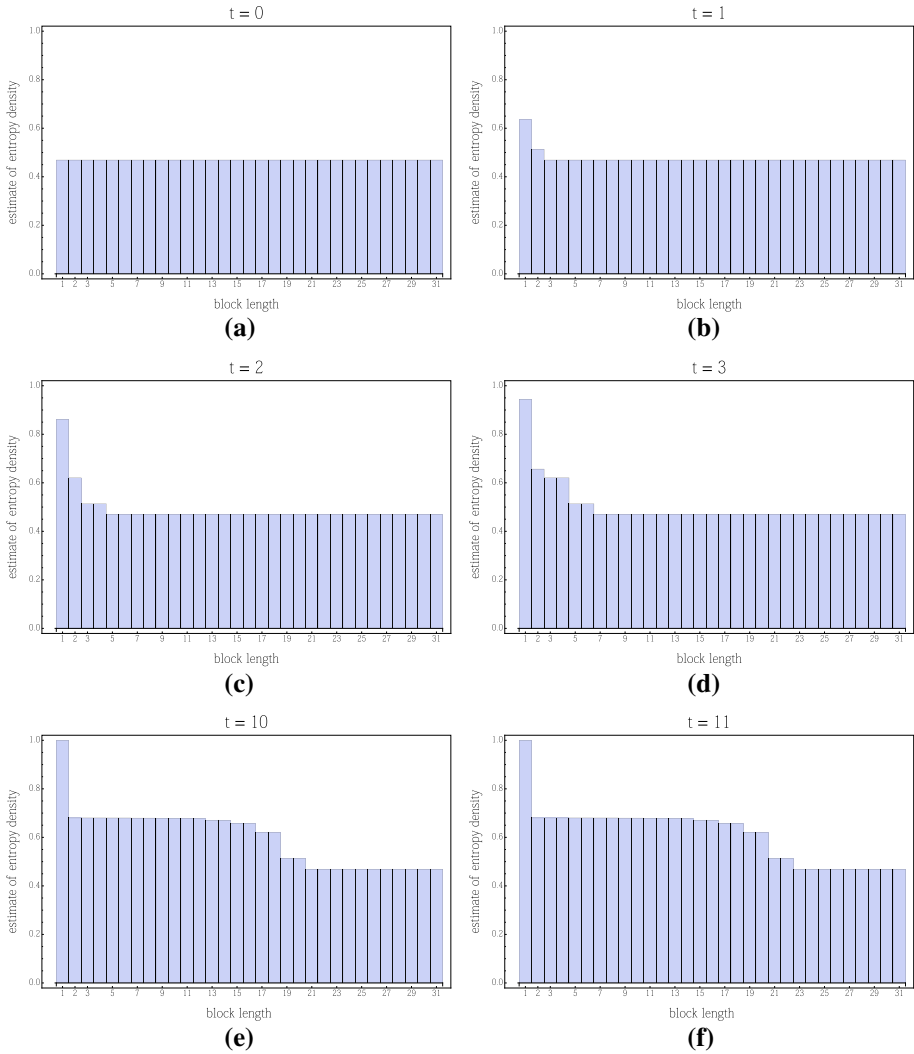 t = 0
estimate of entropy density
1.0
0.8
0.6
0.4
0.2
0.0
1 2 3 5 7 9 11 13 15 17 19 21 23 25 27 29 31
block length
(a)
t = 1
estimate of entropy density
1.0
0.8
0.6
0.4
0.2
0.0
1 2 3 5 7 9 11 13 15 17 19 21 23 25 27 29 31
block length
(b)
t = 2
estimate of entropy density
1.0
0.8
0.6
0.4
0.2
0.0
1 2 3 5 7 9 11 13 15 17 19 21 23 25 27 29 31
block length
(c)
t = 3
estimate of entropy density
1.0
0.8
0.6
0.4
0.2
0.0
1 2 3 5 7 9 11 13 15 17 19 21 23 25 27 29 31
block length
(d)
t = 10
estimate of entropy density
1.0
0.8
0.6
0.4
0.2
0.0
1 2 3 5 7 9 11 13 15 17 19 21 23 25 27 29 31
block length
(e)
t = 11
estimate of entropy density
1.0
0.8
0.6
0.4
0.2
0.0
1 2 3 5 7 9 11 13 15 17 19 21 23 25 27 29 31
block length
(f)